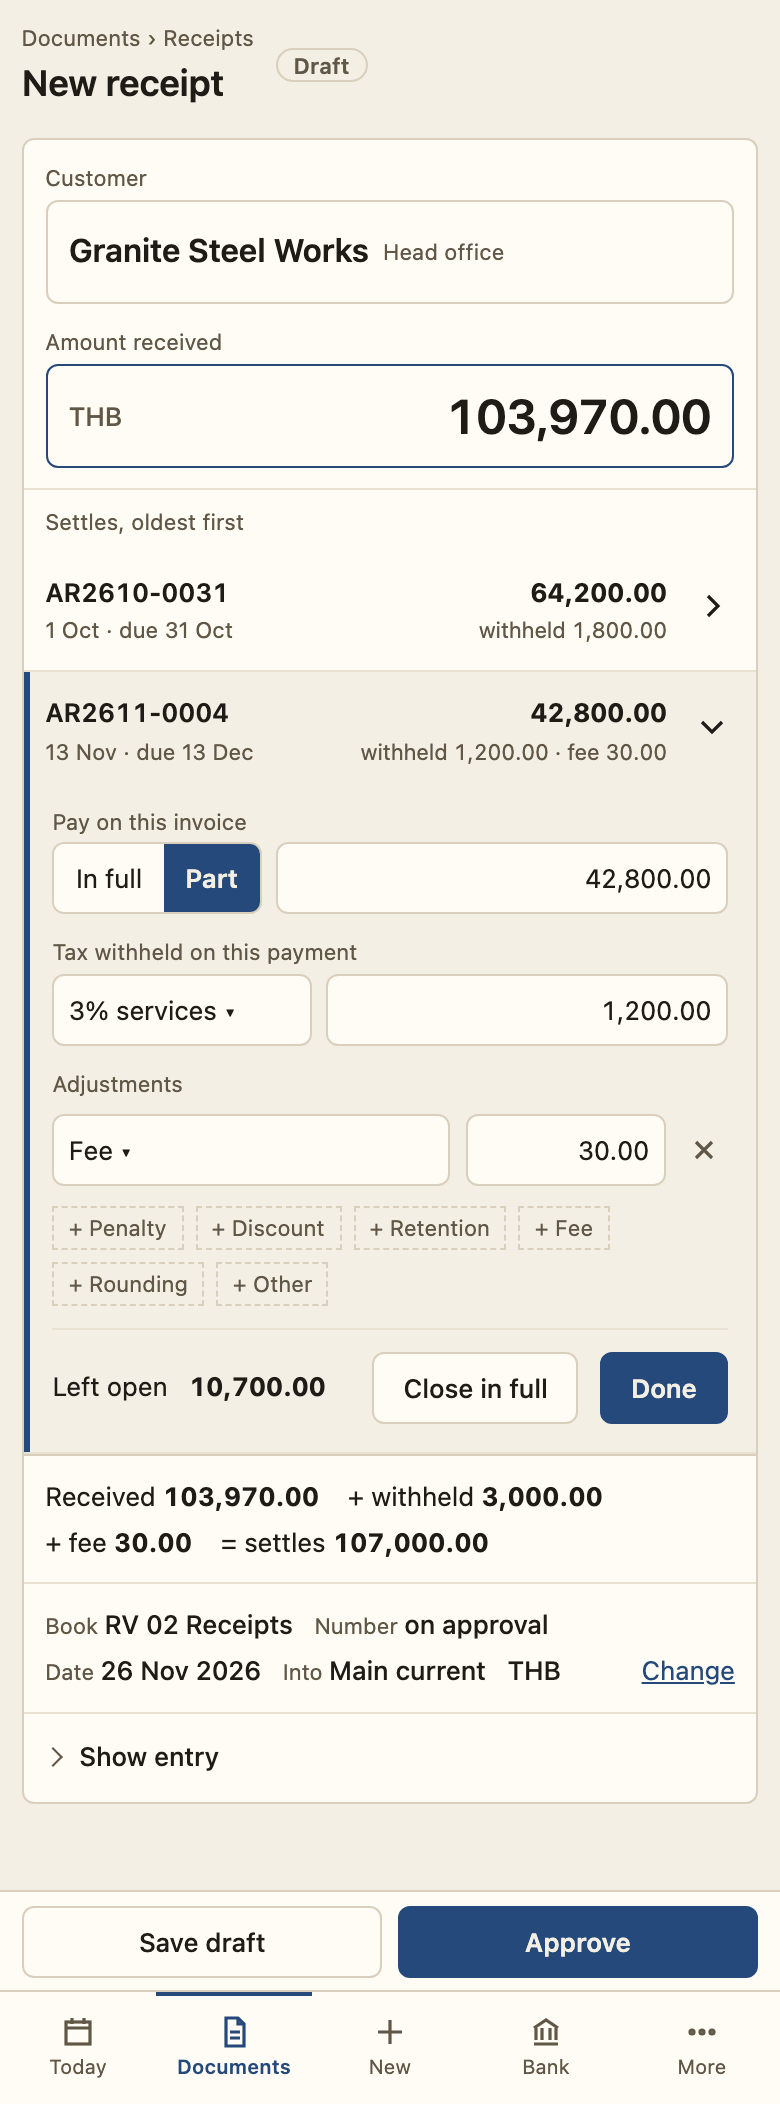 Documents › Receipts
New receipt Draft
Customer
Granite Steel Works Head office
Amount received
THB 103,970.00
Settles, oldest first
AR2610-0031 64,200.00
1 Oct · due 31 Oct withheld 1,800.00
AR2611-0004 42,800.00
13 Nov · due 13 Dec withheld 1,200.00 · fee 30.00
Pay on this invoice
In full Part 42,800.00
Tax withheld on this payment
3% services ▾ 1,200.00
Adjustments
Fee ▾ 30.00 ✕
+ Penalty + Discount + Retention + Fee
+ Rounding + Other
Left open 10,700.00 Close in full Done
Received 103,970.00 + withheld 3,000.00
+ fee 30.00 = settles 107,000.00
Book RV 02 Receipts Number on approval
Date 26 Nov 2026 Into Main current THB Change
Show entry
Save draft Approve
Today Documents New Bank More